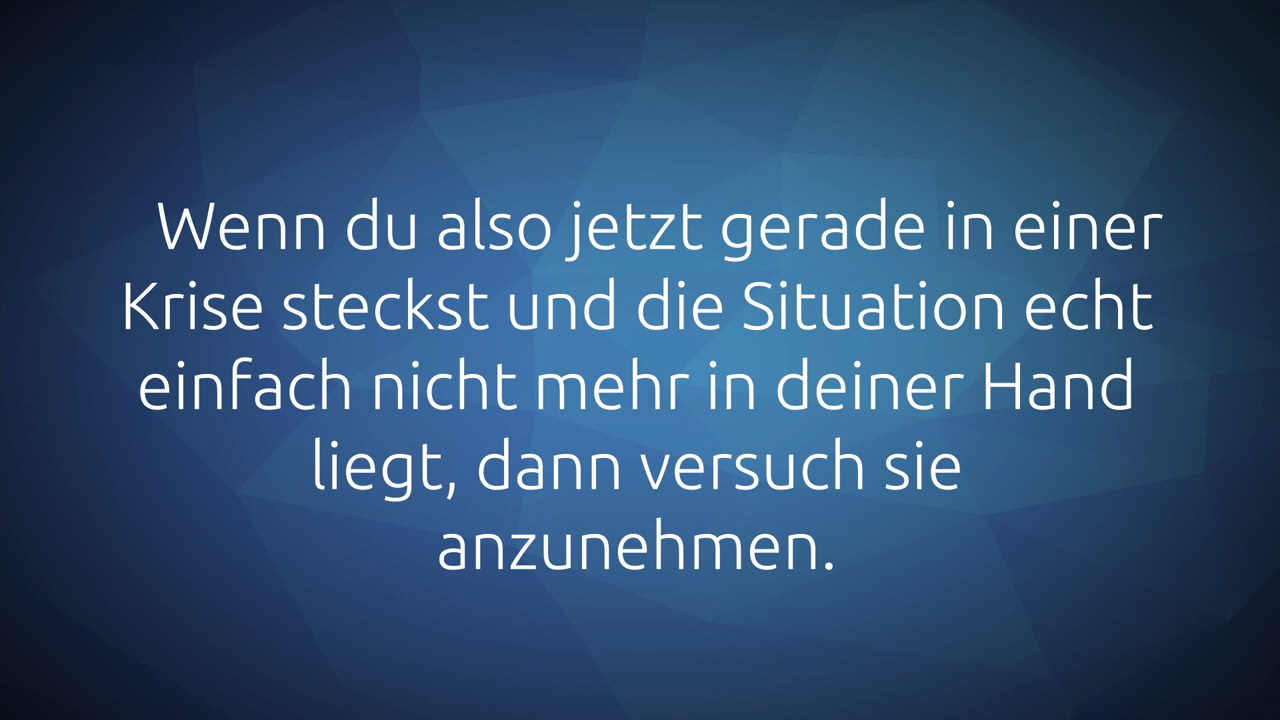 Wenn du also jetzt gerade in einer
Krise steckst und die Situation echt
einfach nicht mehr in deiner Hand
liegt, dann versuch sie
anzunehmen.